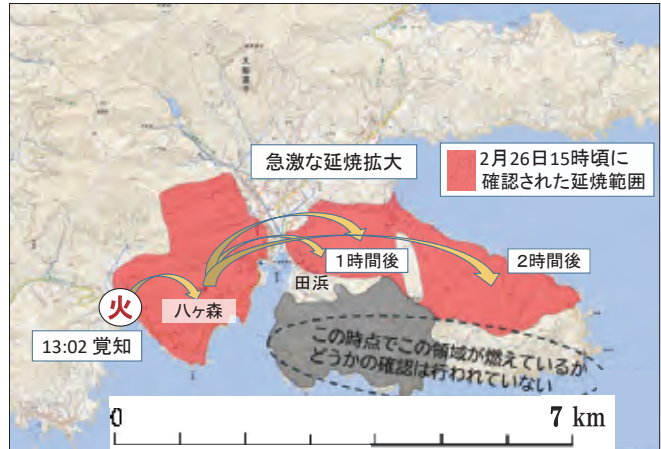 急激な延焼拡大
2月26日15時頃に
確認された延焼範囲
1時間後
2時間後
田浜
火
八ヶ森
13:02 覚知
この時点でこの領域が燃えているが
どうかの確認は行われていない
0
7 km